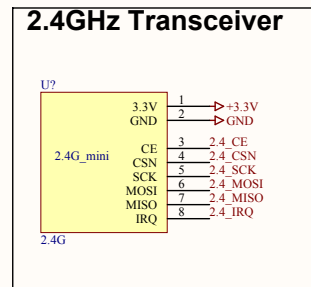 2.4GHz Transceiver
U?
3.3V 1 +3.3V
GND 2 GND
CE 3 2.4_CE
2.4G_mini CSN 4 2.4_CSN
SCK 5 2.4_SCK
MOSI 6 2.4_MOSI
MISO 7 2.4_MISO
IRQ 8 2.4_IRQ
2.4G